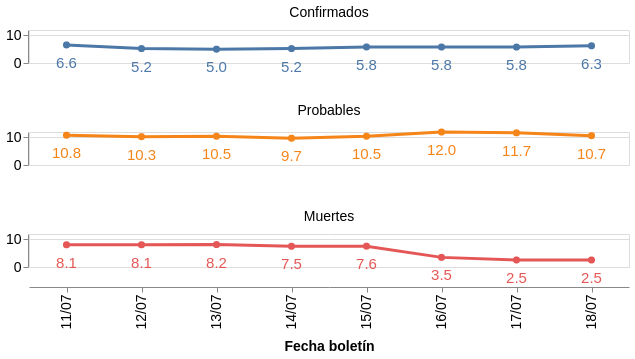 Confirmados
10
0
6.6 5.2 5.0 5.2 5.8 5.8 5.8 6.3
Probables
10
0
10.8 10.3 10.5 9.7 10.5 12.0 11.7 10.7
Muertes
10
0
8.1 8.1 8.2 7.5 7.6 3.5 2.5 2.5
11/07 12/07 13/07 14/07 15/07 16/07 17/07 18/07
Fecha boletín